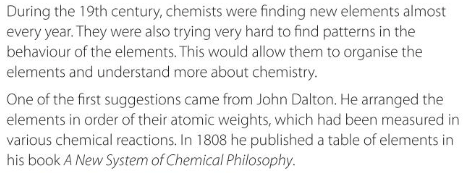 During the 19th century, chemists were finding new elements almost
every year. They were also trying very hard to find patterns in the
behaviour of the elements. This would allow them to organise the
elements and understand more about chemistry.
One of the first suggestions came from John Dalton. He arranged the
elements in order of their atomic weights, which had been measured in
various chemical reactions. In 1808 he published a table of elements in
his book A New System of Chemical Philosophy.